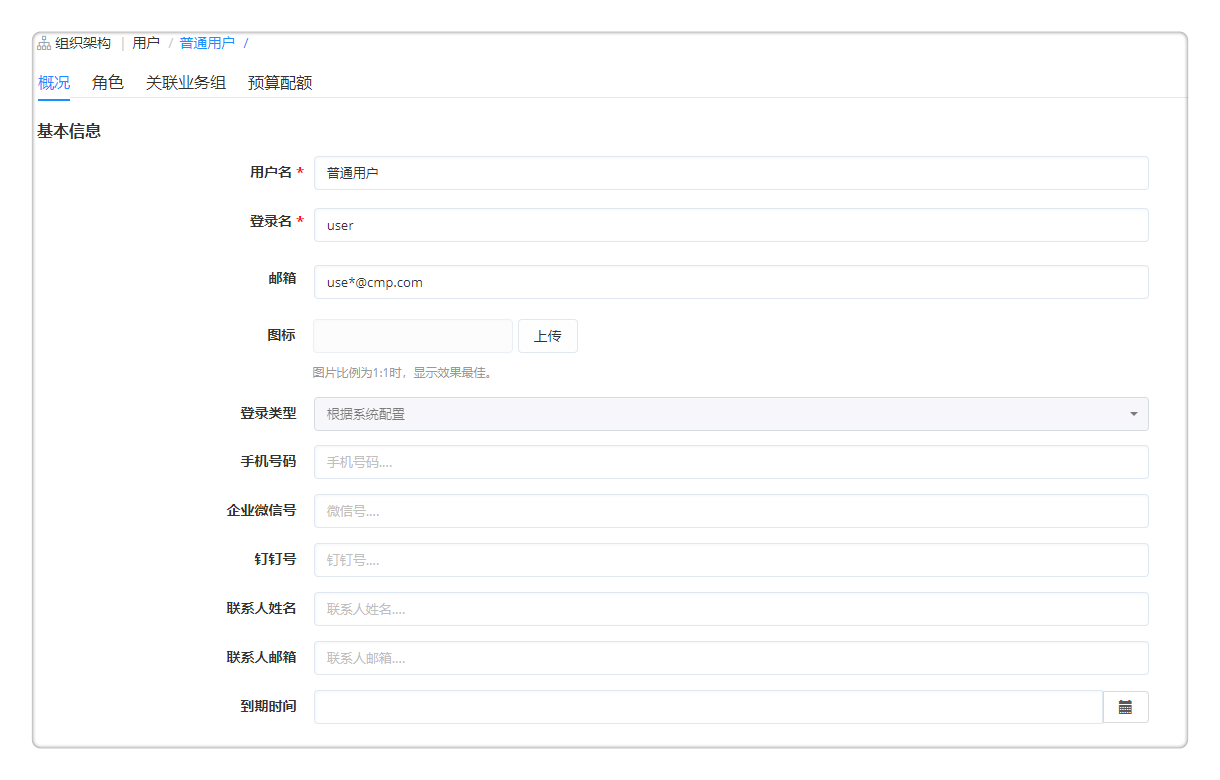 组织架构 | 用户 / 普通用户 /
概况 角色 关联业务组 预算配额
基本信息
用户名 * 普通用户
登录名 * user
邮箱 use*@cmp.com
图标 上传
图片比例为1:1时，显示效果最佳。
登录类型 根据系统配置
手机号码 手机号码....
企业微信号 微信号....
钉钉号 钉钉号....
联系人姓名 联系人姓名....
联系人邮箱 联系人邮箱....
到期时间